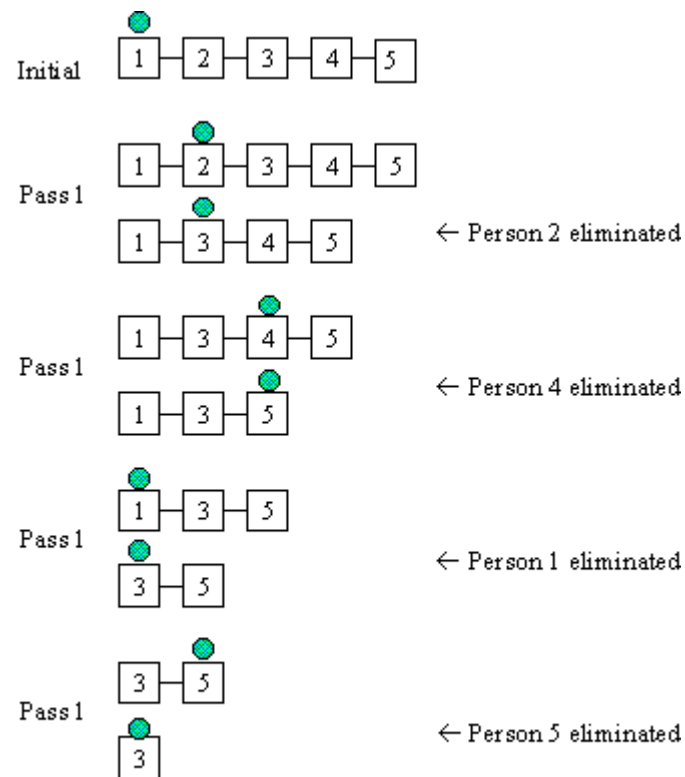 Initial 1 2 3 4 5
1 2 3 4 5
Pass 1
1 3 4 5 ← Person 2 eliminated
1 3 4 5
Pass 1
1 3 5 ← Person 4 eliminated
1 3 5
Pass 1
3 5 ← Person 1 eliminated
3 5
Pass 1
3 ← Person 5 eliminated